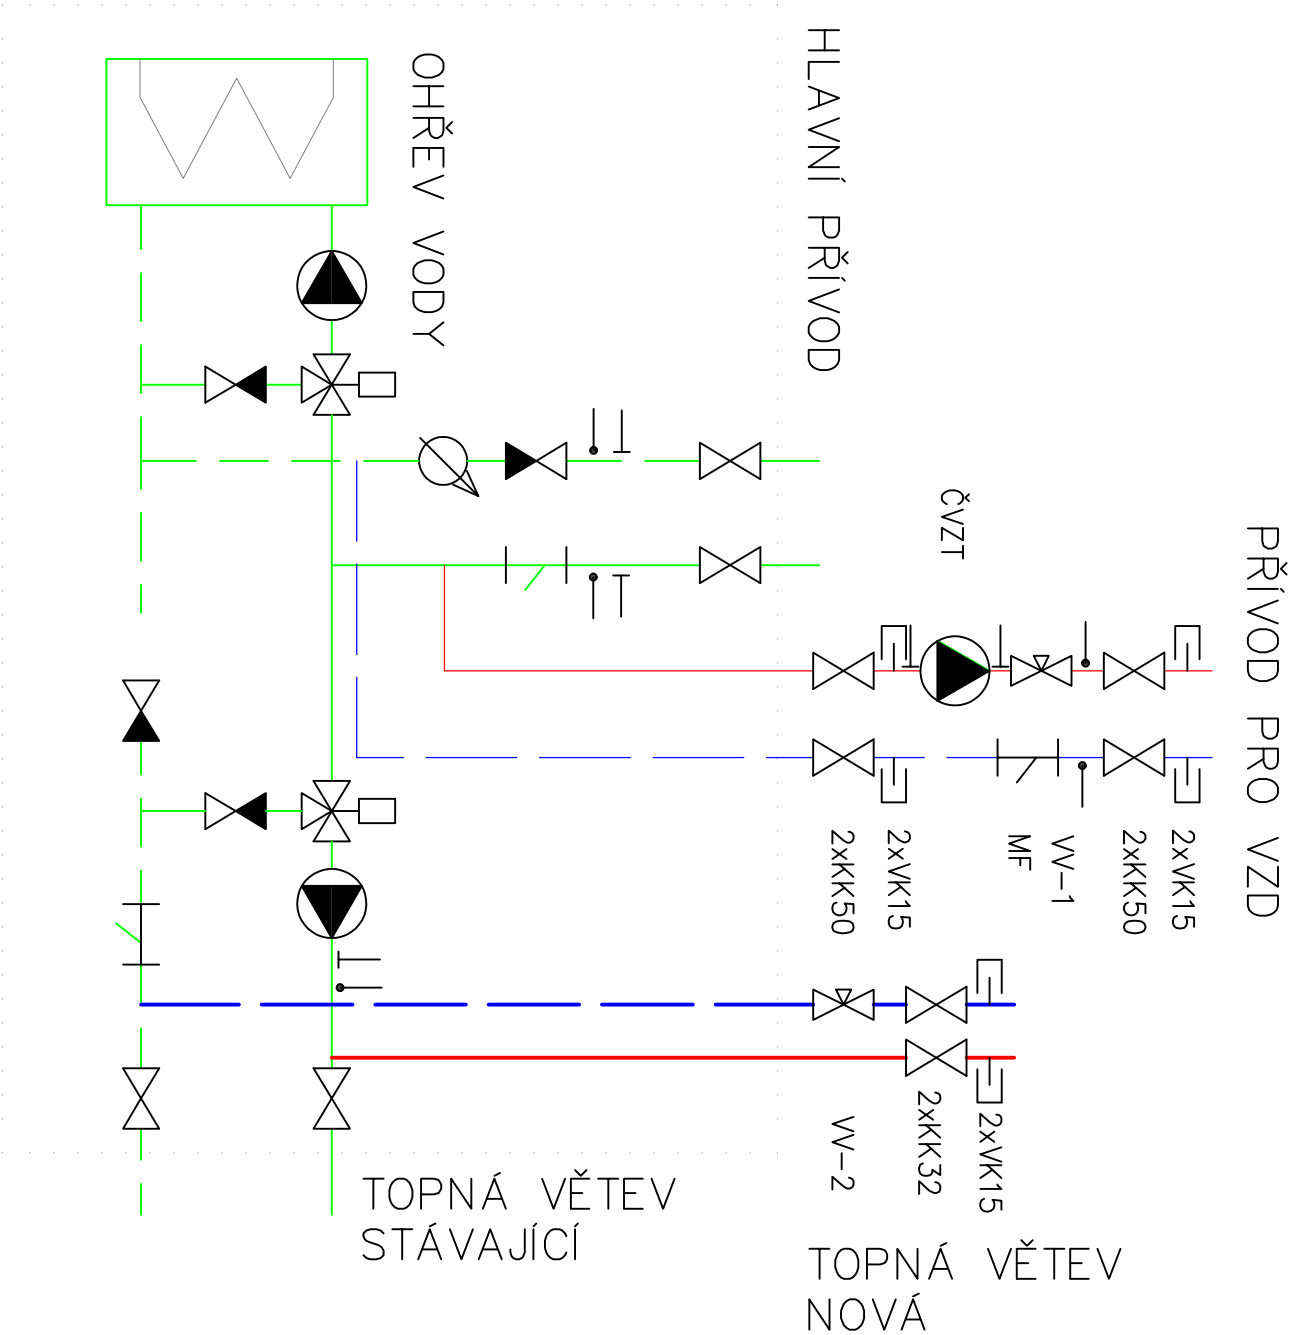 OHŘEV VODY
HLAVNÍ PŘÍVOD
ČVZT
PŘÍVOD PRO VZD
2xKK50
2xVK15
MF
VV-1
2xKK50
2xVK15
VV-2
2xKK32
2xVK15
TOPNÁ VĚTEV
STÁVAJÍCÍ
TOPNÁ VĚTEV
NOVÁ